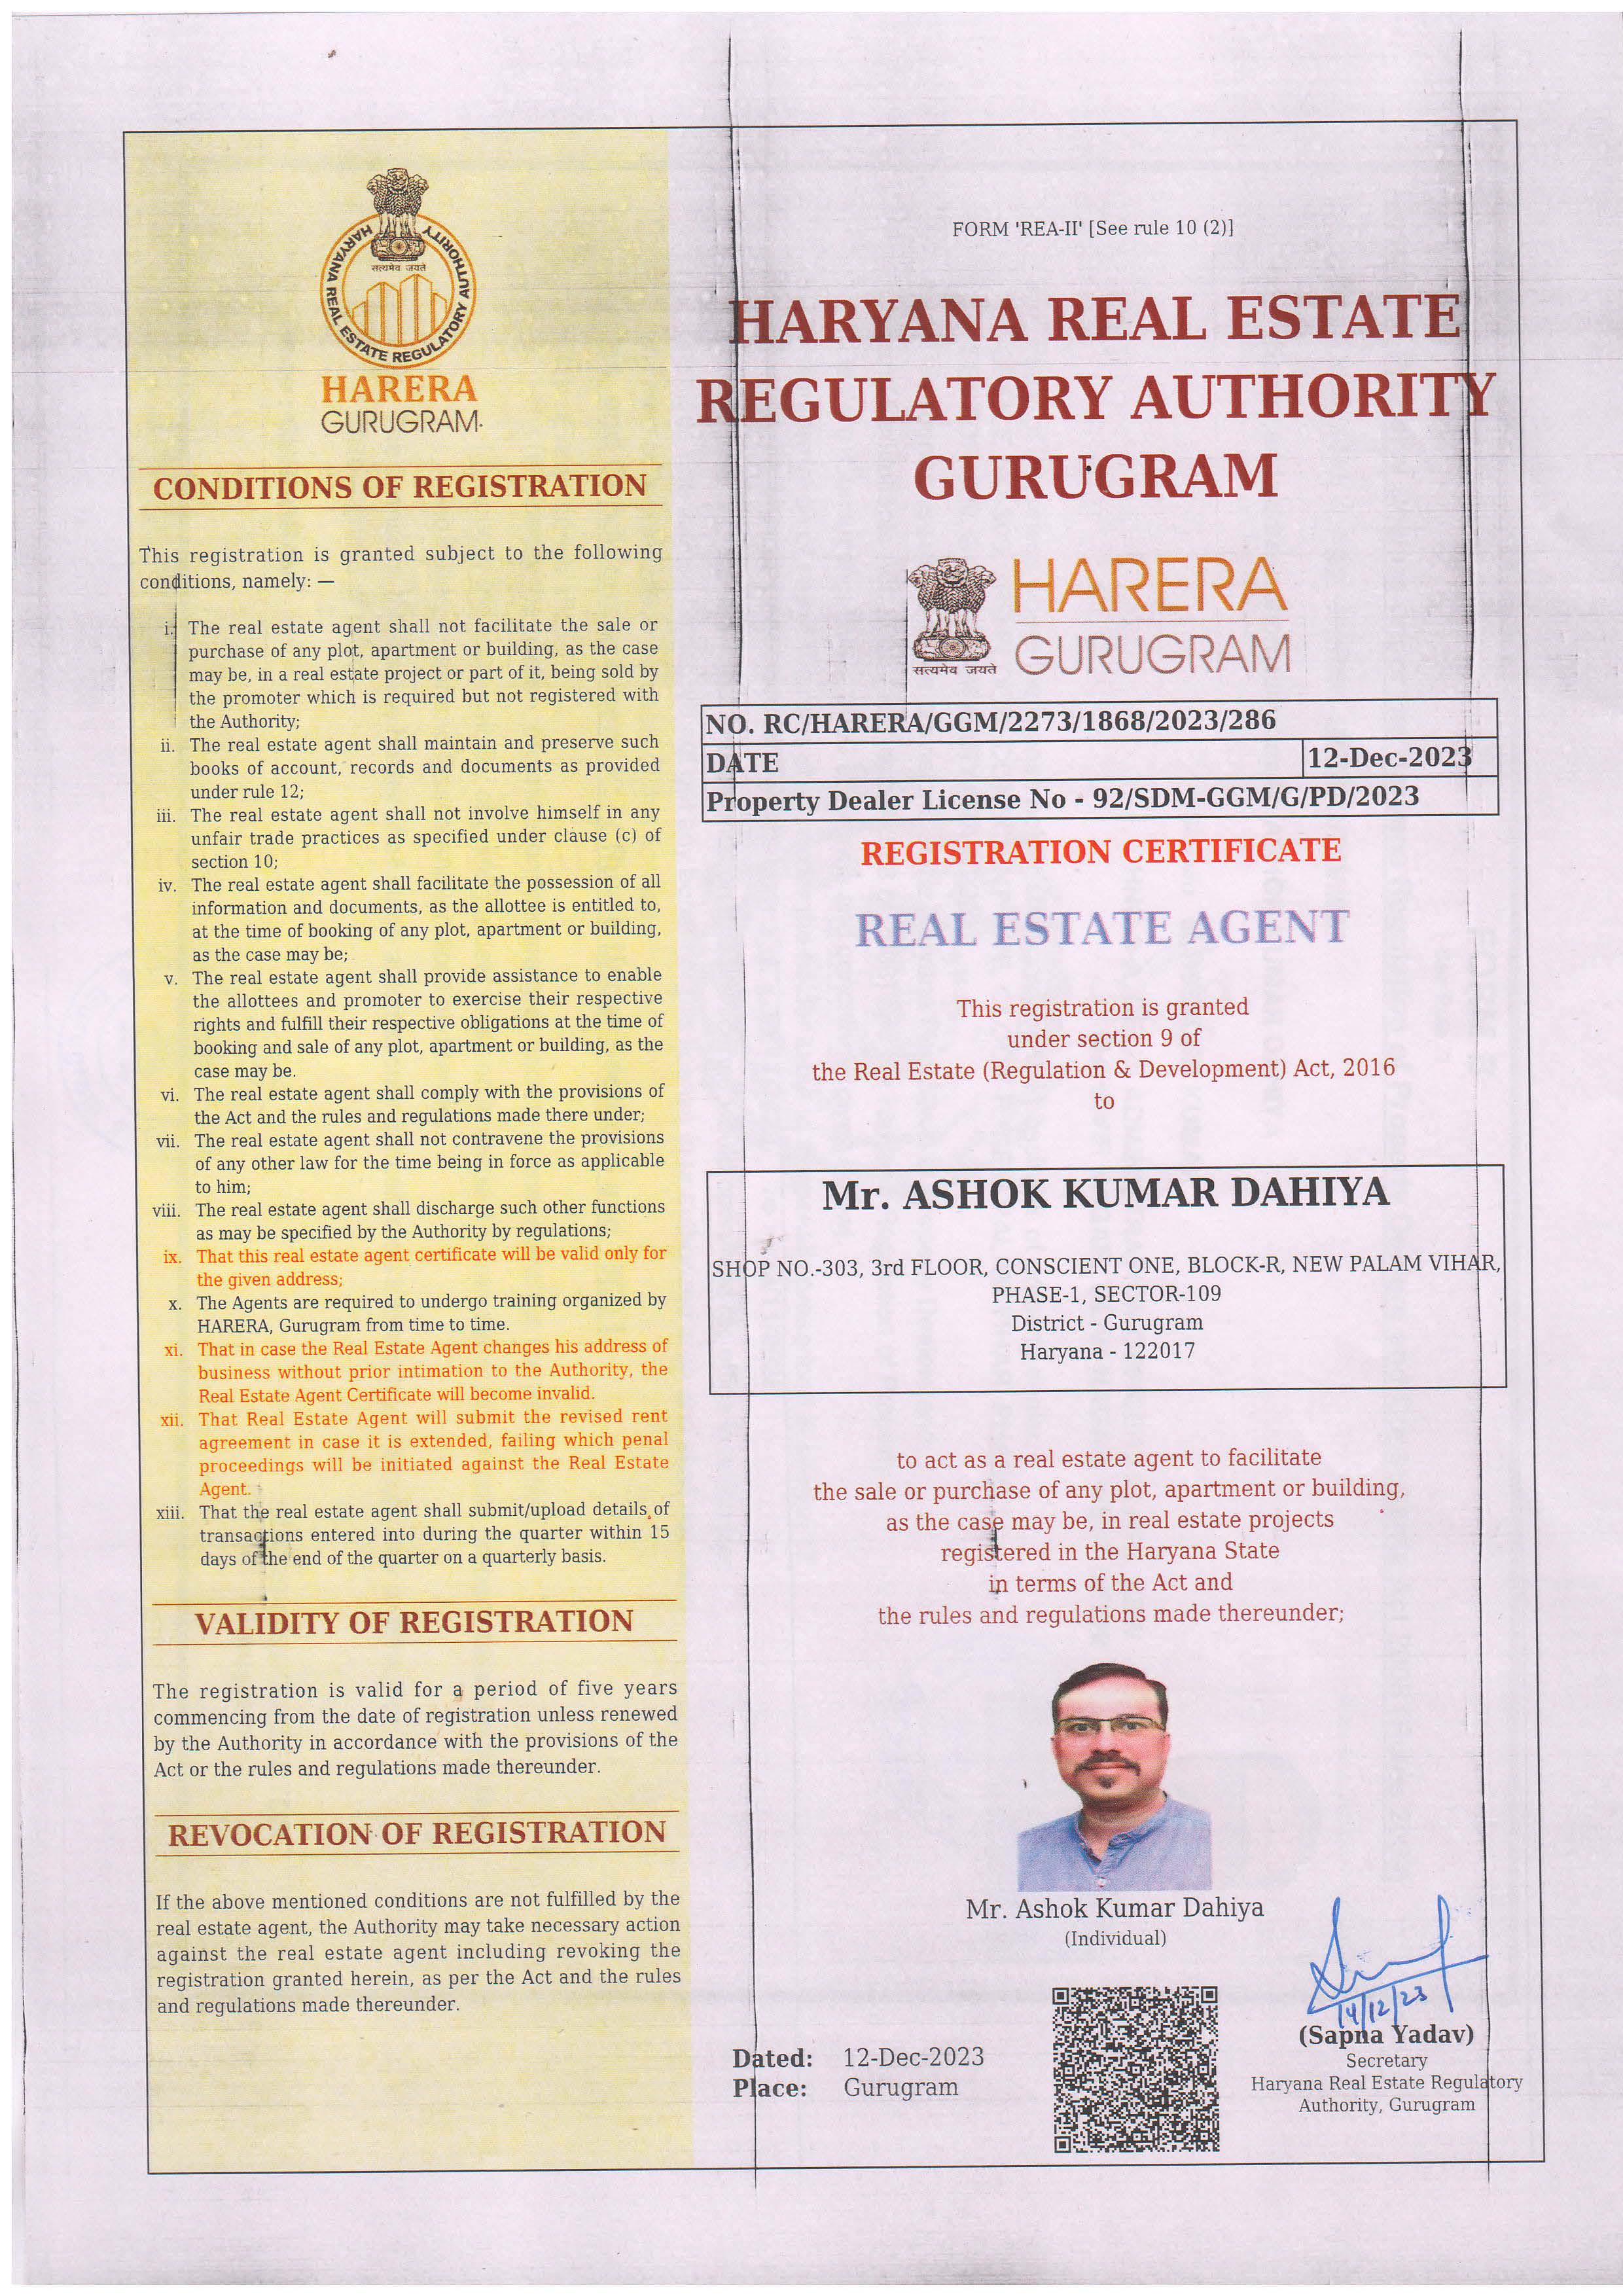 HARYANA REAL ESTATE REGULATORY AUTHORITY
सत्यमेव जयते
HARERA
GURUGRAM
CONDITIONS OF REGISTRATION
This registration is granted subject to the following
conditions, namely: —
i. The real estate agent shall not facilitate the sale or
purchase of any plot, apartment or building, as the case
may be, in a real estate project or part of it, being sold by
the promoter which is required but not registered with
the Authority;
ii. The real estate agent shall maintain and preserve such
books of account, records and documents as provided
under rule 12;
iii. The real estate agent shall not involve himself in any
unfair trade practices as specified under clause (c) of
section 10;
iv. The real estate agent shall facilitate the possession of all
information and documents, as the allottee is entitled to,
at the time of booking of any plot, apartment or building,
as the case may be;
v. The real estate agent shall provide assistance to enable
the allottees and promoter to exercise their respective
rights and fulfill their respective obligations at the time of
booking and sale of any plot, apartment or building, as the
case may be.
vi. The real estate agent shall comply with the provisions of
the Act and the rules and regulations made there under;
vii. The real estate agent shall not contravene the provisions
of any other law for the time being in force as applicable
to him;
viii. The real estate agent shall discharge such other functions
as may be specified by the Authority by regulations;
ix. That this real estate agent certificate will be valid only for
the given address;
x. The Agents are required to undergo training organized by
HARERA, Gurugram from time to time.
xi. That in case the Real Estate Agent changes his address of
business without prior intimation to the Authority, the
Real Estate Agent Certificate will become invalid.
xii. That Real Estate Agent will submit the revised rent
agreement in case it is extended, failing which penal
proceedings will be initiated against the Real Estate
Agent.
xiii. That the real estate agent shall submit/upload details of
transactions entered into during the quarter within 15
days of the end of the quarter on a quarterly basis.
VALIDITY OF REGISTRATION
The registration is valid for a period of five years
commencing from the date of registration unless renewed
by the Authority in accordance with the provisions of the
Act or the rules and regulations made thereunder.
REVOCATION OF REGISTRATION
If the above mentioned conditions are not fulfilled by the
real estate agent, the Authority may take necessary action
against the real estate agent including revoking the
registration granted herein, as per the Act and the rules
and regulations made thereunder.
FORM 'REA-II' [See rule 10 (2)]
HARYANA REAL ESTATE
REGULATORY AUTHORITY
GURUGRAM
HARERA
GURUGRAM
सत्यमेव जयते
NO. RC/HARERA/GGM/2273/1868/2023/286
DATE 12-Dec-2023
Property Dealer License No - 92/SDM-GGM/G/PD/2023
REGISTRATION CERTIFICATE
REAL ESTATE AGENT
This registration is granted
under section 9 of
the Real Estate (Regulation & Development) Act, 2016
to
Mr. ASHOK KUMAR DAHIYA
SHOP NO.-303, 3rd FLOOR, CONSCIENT ONE, BLOCK-R, NEW PALAM VIHAR,
PHASE-1, SECTOR-109
District - Gurugram
Haryana - 122017
to act as a real estate agent to facilitate
the sale or purchase of any plot, apartment or building,
as the case may be, in real estate projects
registered in the Haryana State
in terms of the Act and
the rules and regulations made thereunder;
Mr. Ashok Kumar Dahiya
(Individual)
14/12/23
(Sapna Yadav)
Secretary
Haryana Real Estate Regulatory
Authority, Gurugram
Dated: 12-Dec-2023
Place: Gurugram